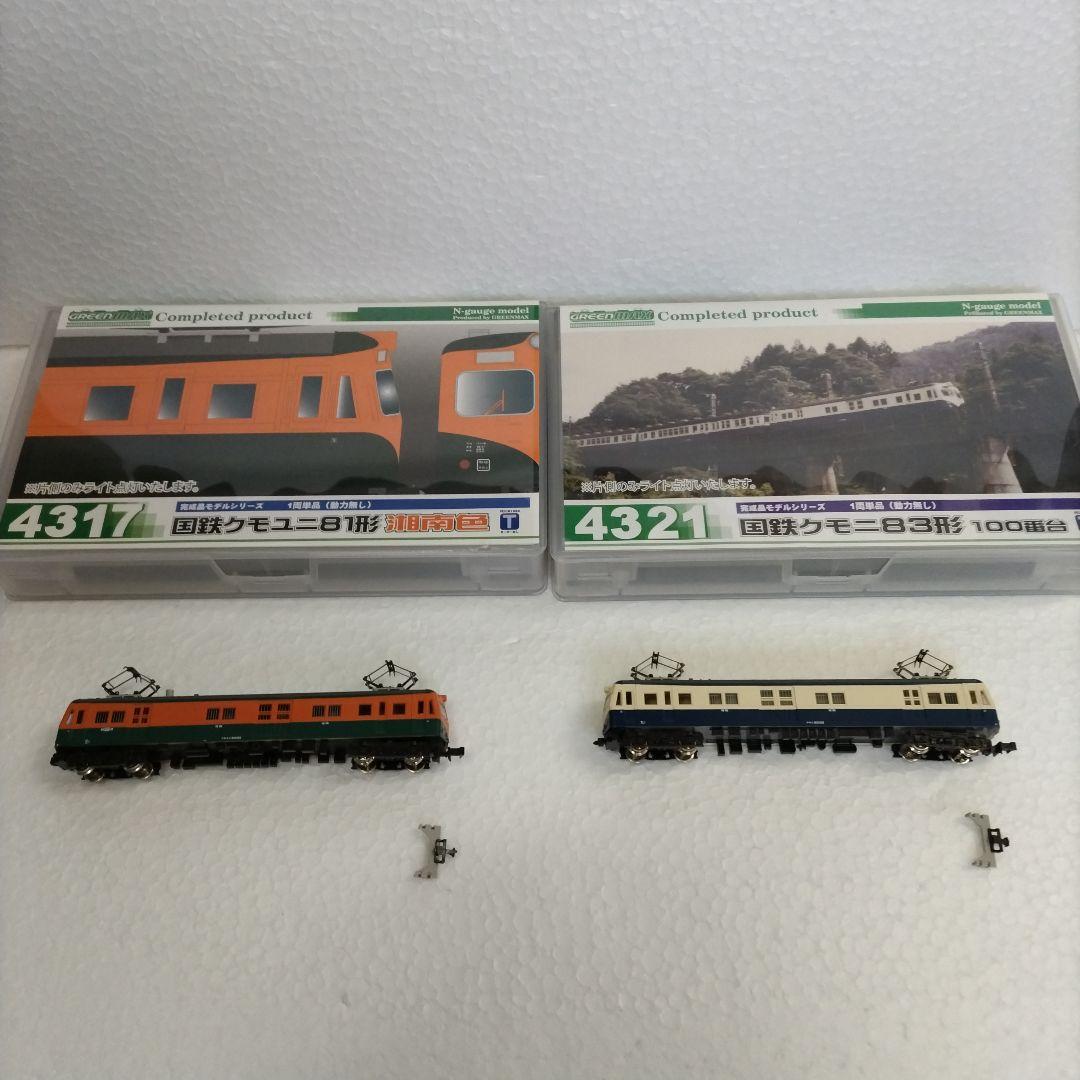 GREENMAX Completed product
N-gauge model
Produced by GREENMAX
※片側のみライト点灯いたします。
完成品モデルシリーズ 1両単品(動力無し)
4317 国鉄クモユニ81形 湘南色 T
GREENMAX Completed product
N-gauge model
Produced by GREENMAX
※片側のみライト点灯いたします。
完成品モデルシリーズ 1両単品(動力無し)
4321 国鉄クモニ83形 100番台